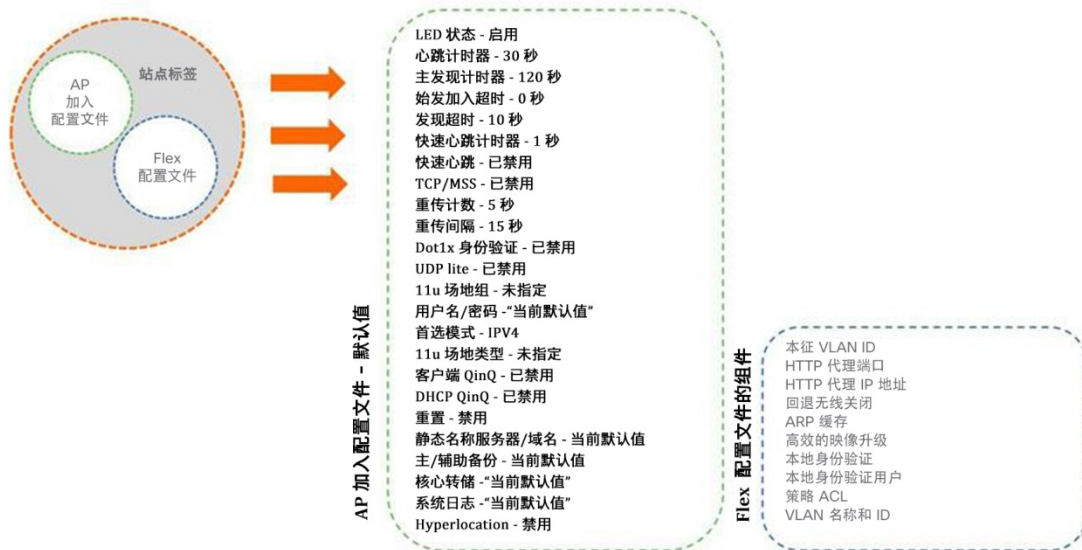 站点标签
AP
加入
配置文件
Flex
配置文件
AP 加入配置文件 - 默认值
LED 状态 - 启用
心跳计时器 - 30 秒
主发现计时器 - 120 秒
始发加入超时 - 0 秒
发现超时 - 10 秒
快速心跳计时器 - 1 秒
快速心跳 - 已禁用
TCP/MSS - 已禁用
重传计数 - 5 秒
重传间隔 - 15 秒
Dot1x 身份验证 - 已禁用
UDP lite - 已禁用
11u 场地组 - 未指定
用户名/密码 -“当前默认值”
首选模式 - IPV4
11u 场地类型 - 未指定
客户端 QinQ - 已禁用
DHCP QinQ - 已禁用
重置 - 禁用
静态名称服务器/域名 - 当前默认值
主/辅助备份 - 当前默认值
核心转储 -“当前默认值”
系统日志 -“当前默认值”
Hyperlocation - 禁用
Flex 配置文件的组件
本征 VLAN ID
HTTP 代理端口
HTTP 代理 IP 地址
回退无线关闭
ARP 缓存
高效的映像升级
本地身份验证
本地身份验证用户
策略 ACL
VLAN 名称和 ID